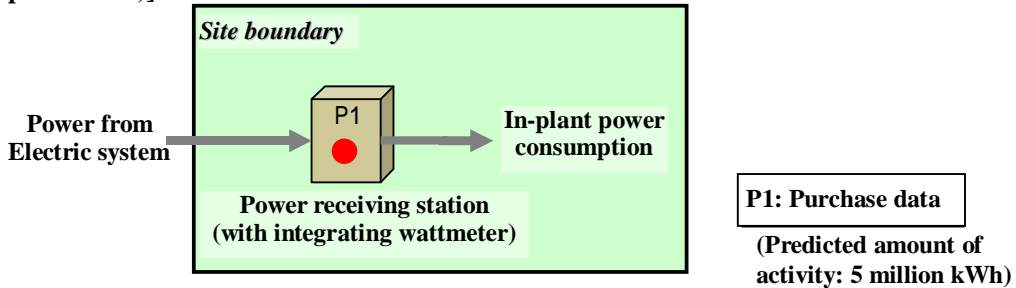 Site boundary
P1
Power from
Electric system
In-plant power
consumption
Power receiving station
(with integrating wattmeter)
P1: Purchase data
(Predicted amount of
activity: 5 million kWh)